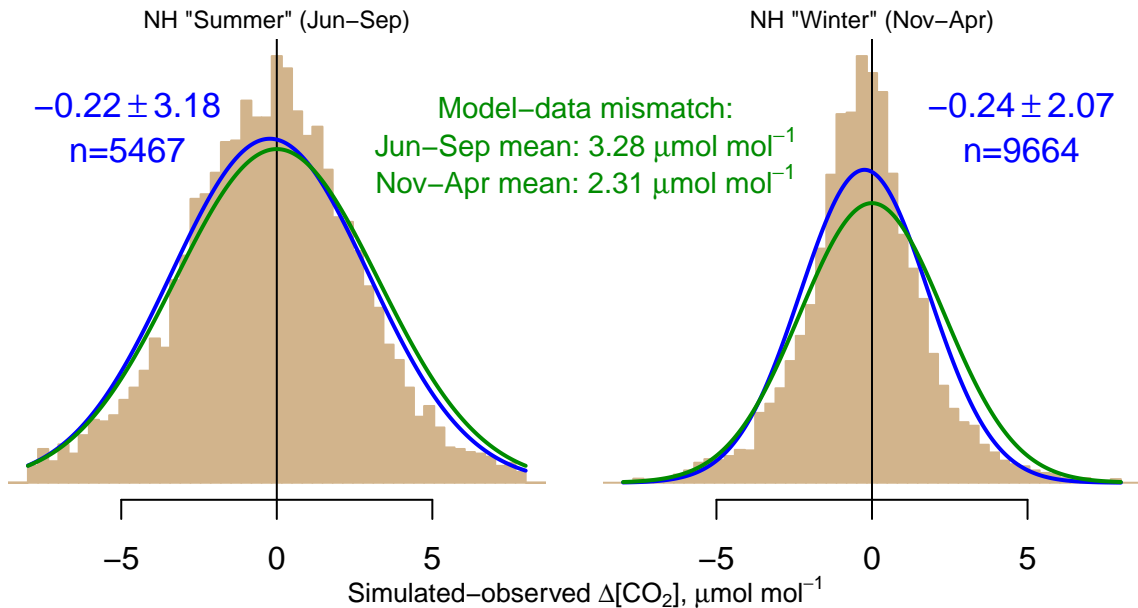 NH "Summer" (Jun−Sep)
NH "Winter" (Nov−Apr)
−0.22 ± 3.18
n=5467
Model−data mismatch:
Jun−Sep mean: 3.28 μmol mol⁻¹
Nov−Apr mean: 2.31 μmol mol⁻¹
−0.24 ± 2.07
n=9664
−5 0 5
−5 0 5
Simulated−observed Δ[CO₂], μmol mol⁻¹